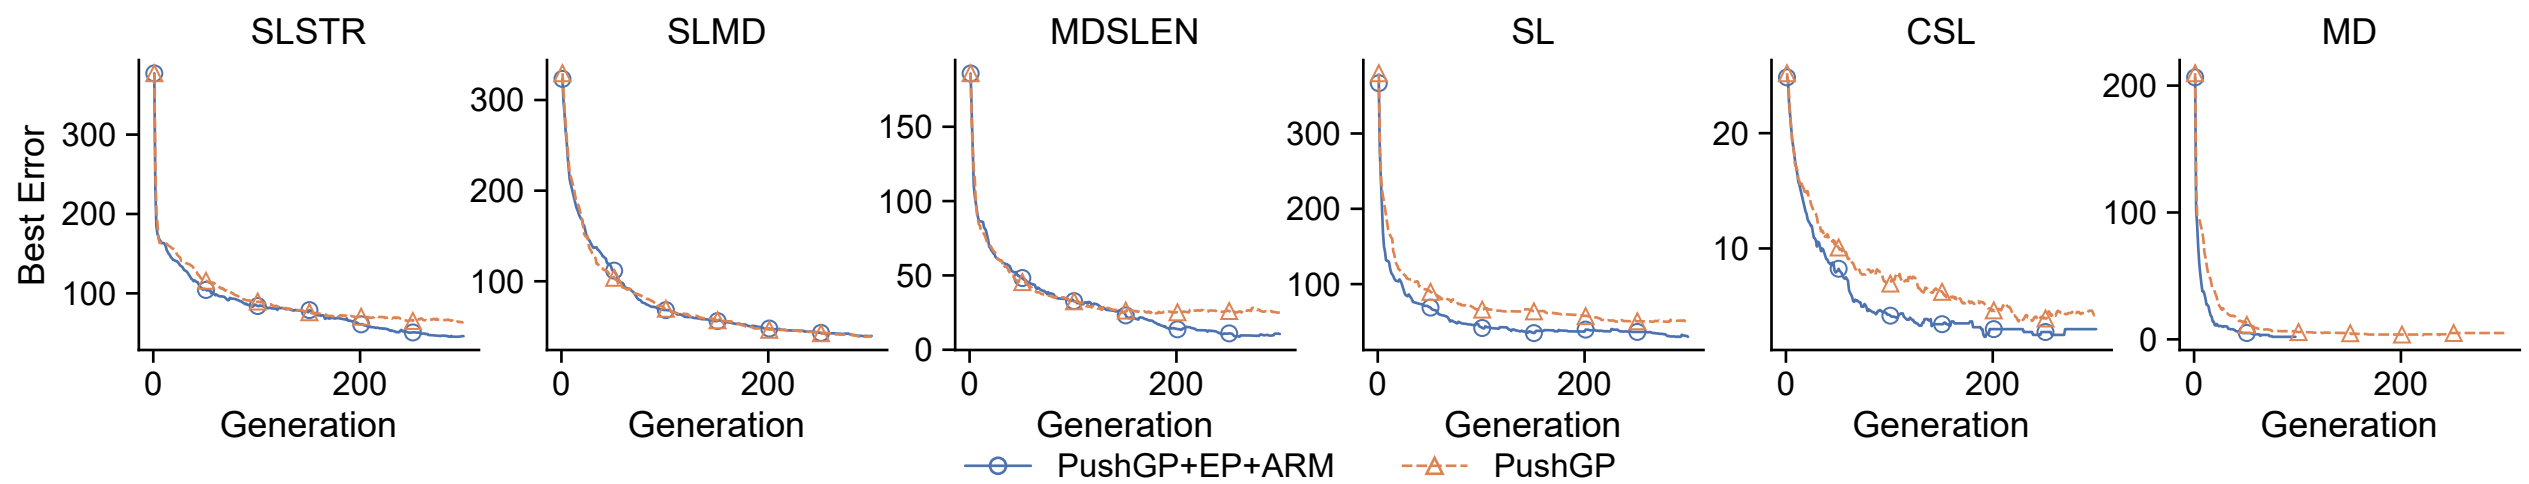 SLSTR SLMD MDSLEN SL CSL MD
Best Error
300 200 100
300 200 100
150 100 50 0
300 200 100
20 10
200 100 0
0 200 0 200 0 200 0 200 0 200 0 200
Generation Generation Generation Generation Generation Generation
PushGP+EP+ARM PushGP